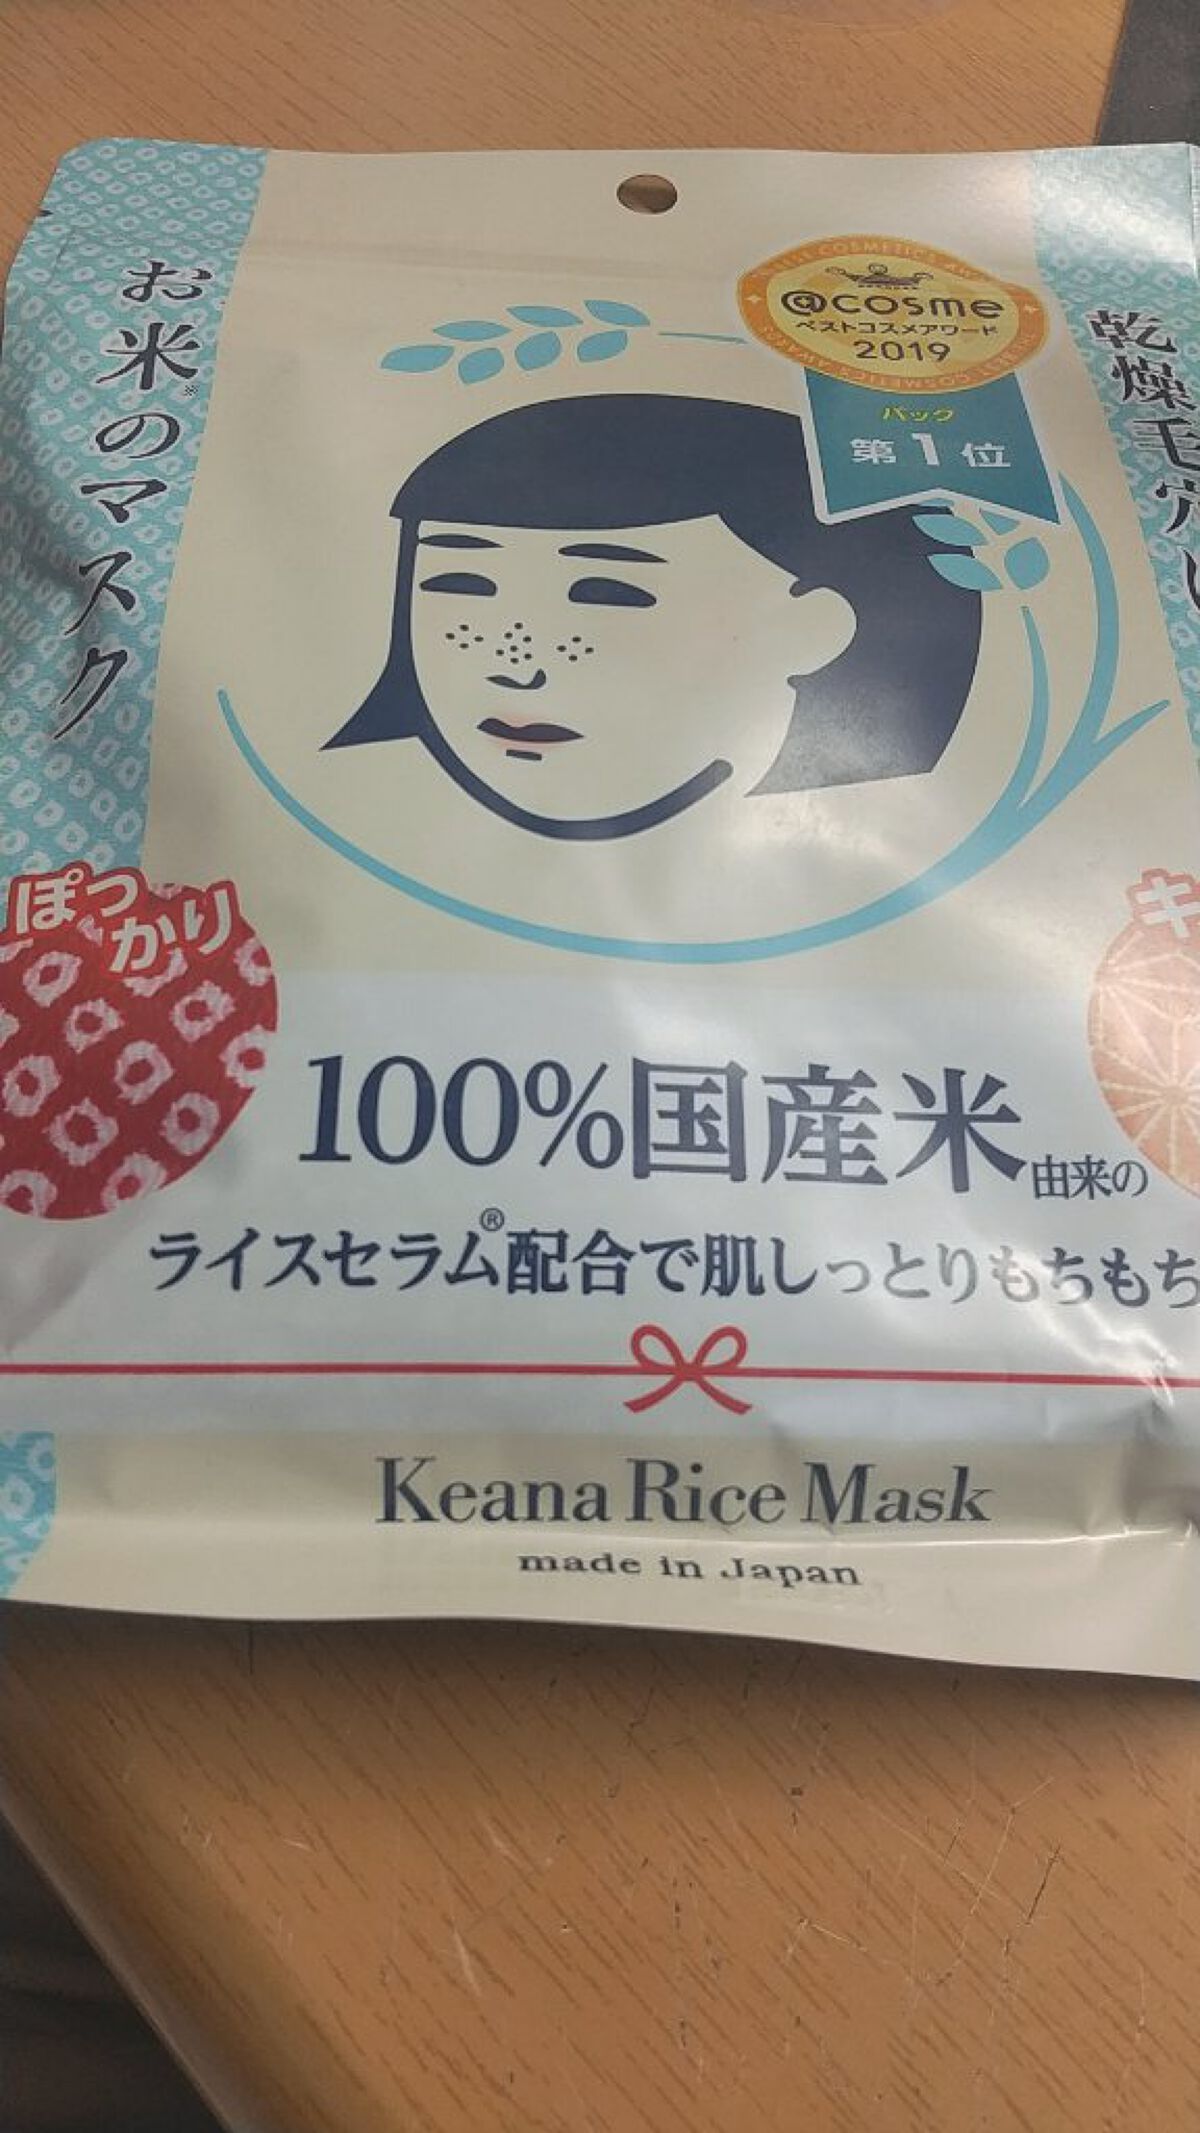 お米※のマスク
@cosme
ベストコスメアワード
2019
パック
第1位
乾燥毛穴
ぽっかり
キ
100%国産米由来の
ライスセラム®配合で肌しっとりもちもち
Keana Rice Mask
made in Japan